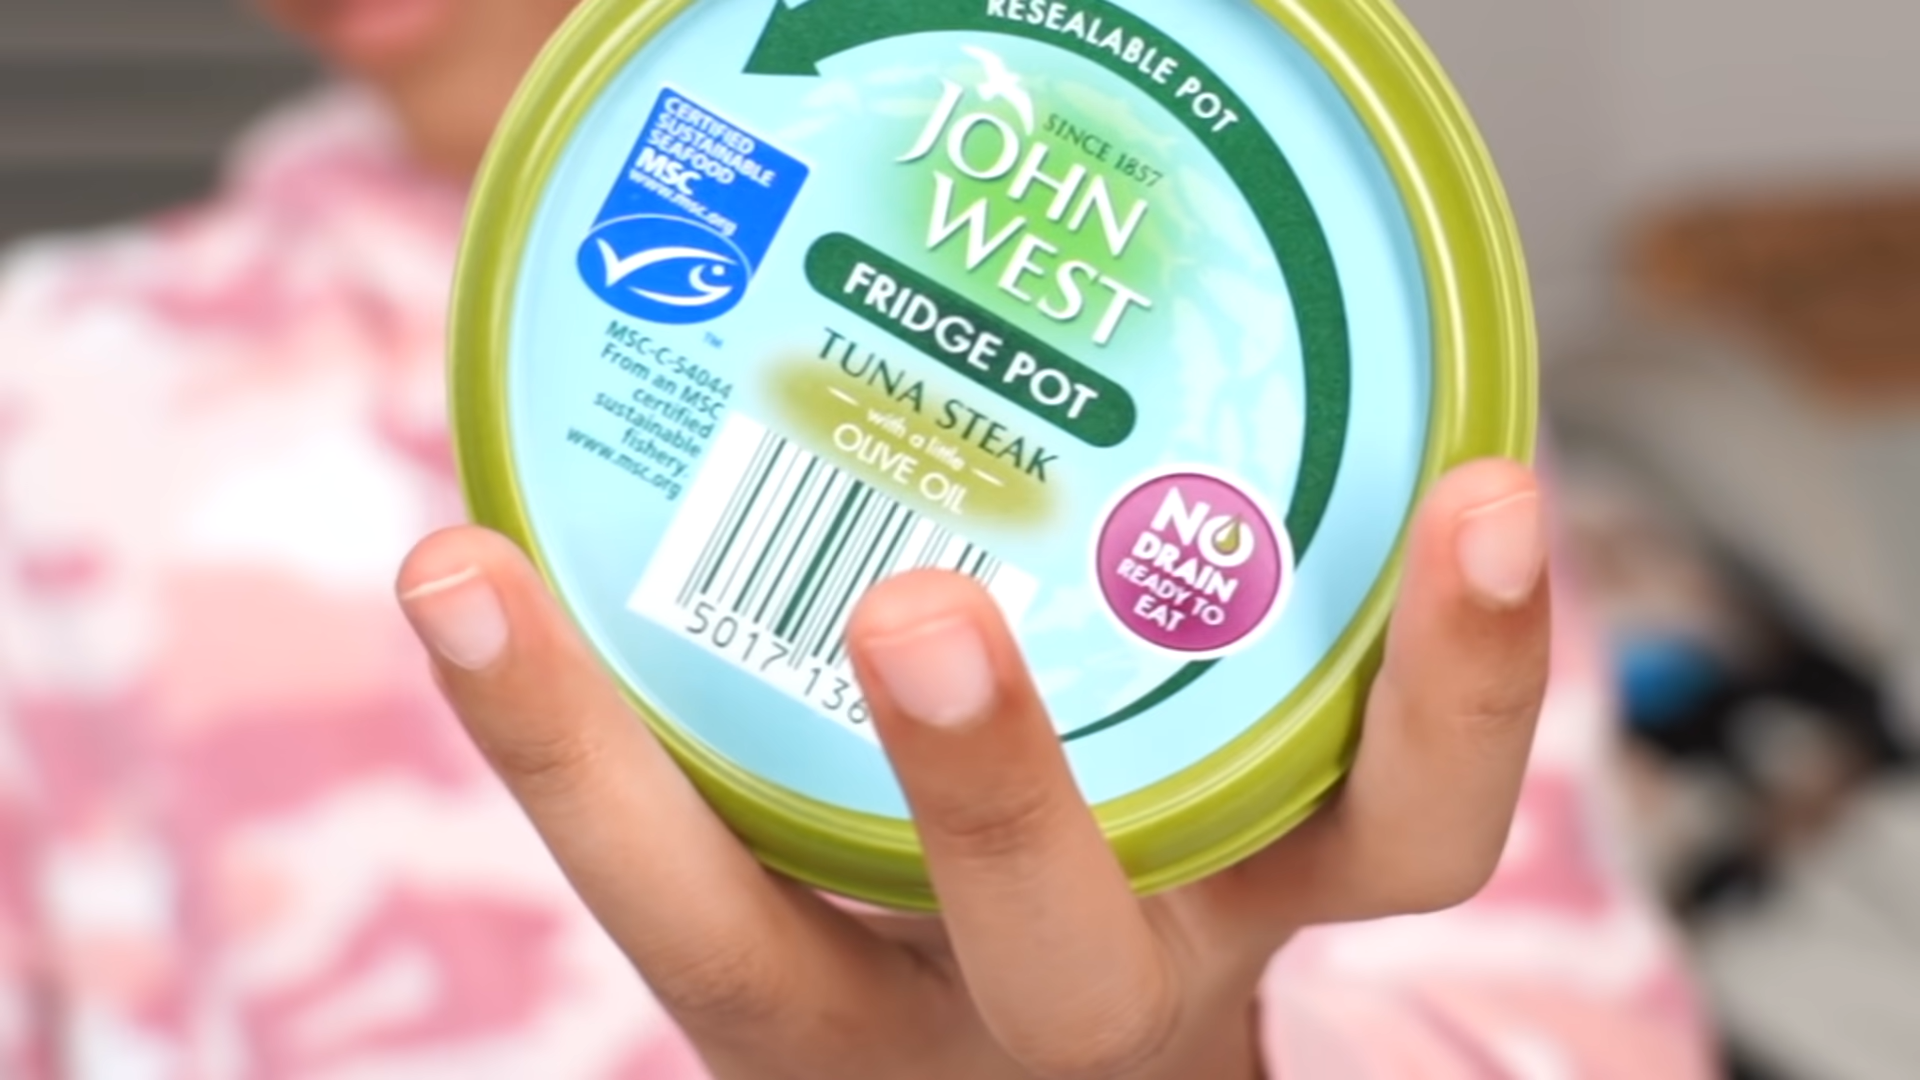 RESEALABLE POT
CERTIFIED
SUSTAINABLE
SEAFOOD
MSC
www.msc.org
TM
MSC-C-54044
From an MSC
certified
sustainable
fishery.
www.msc.org
SINCE 1857
JOHN
WEST
FRIDGE POT
TUNA STEAK
with a little
OLIVE OIL
NO
DRAIN
READY TO
EAT
5017 136